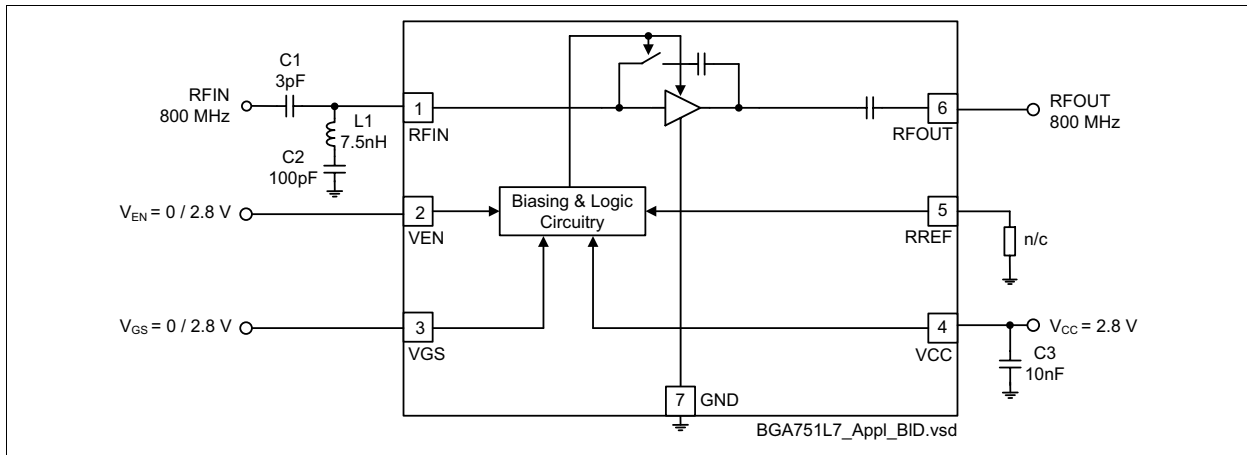 C1
3pF
RFIN
800 MHz
1
RFIN
L1
7.5nH
C2
100pF
6
RFOUT
RFOUT
800 MHz
V_EN = 0 / 2.8 V
2
VEN
Biasing & Logic
Circuitry
5
RREF
n/c
V_GS = 0 / 2.8 V
3
VGS
4
VCC
V_CC = 2.8 V
C3
10nF
7
GND
BGA751L7_Appl_BID.vsd